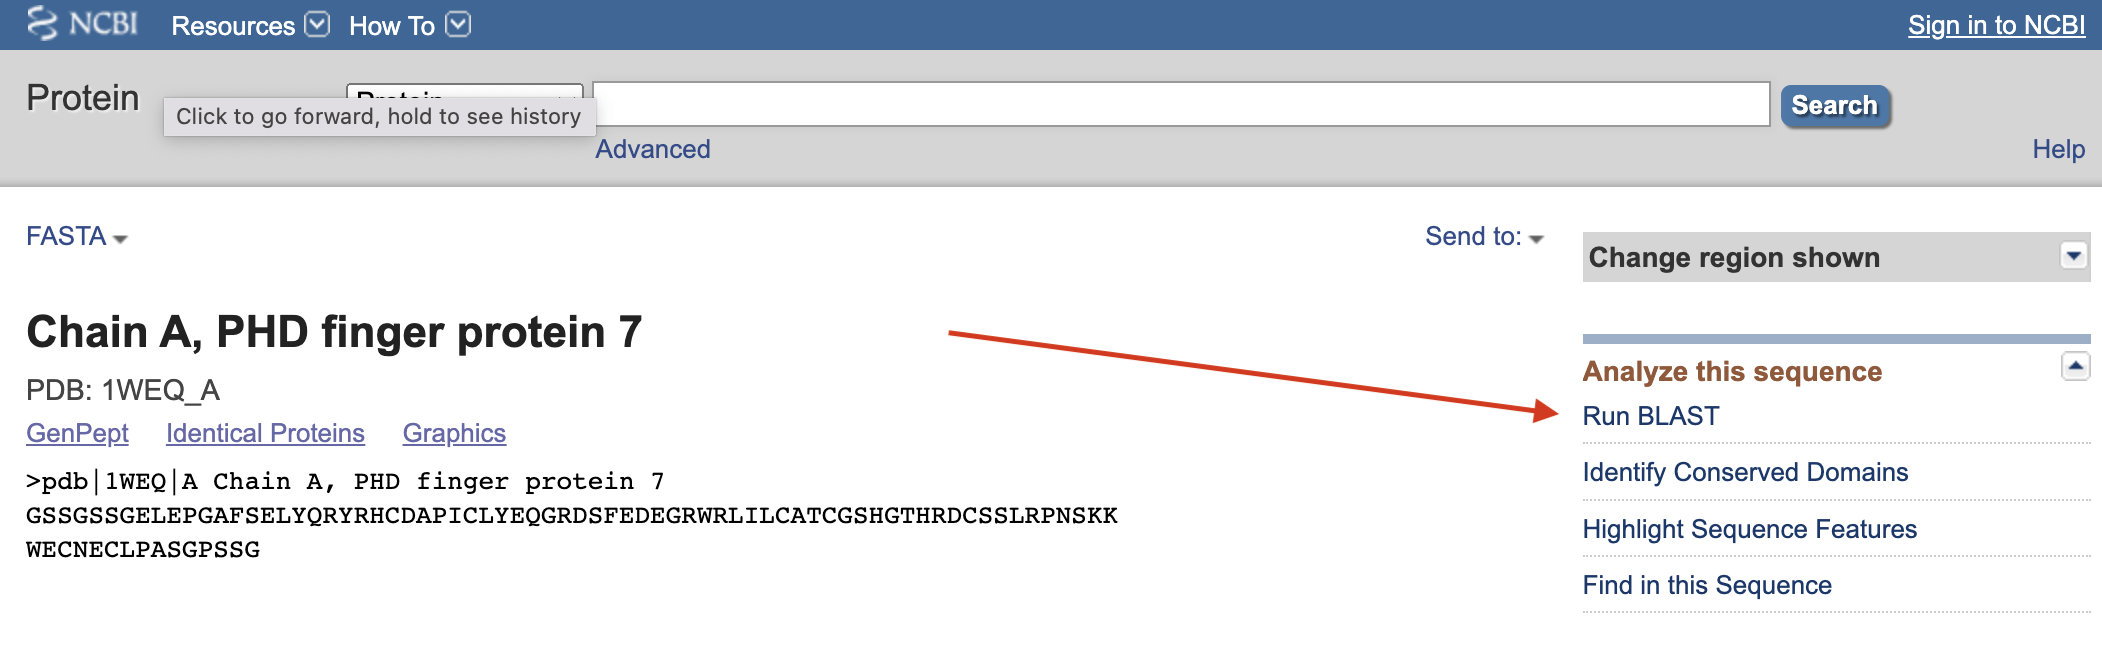 NCBI Resources How To Sign in to NCBI
Protein Protein Search
Click to go forward, hold to see history
Advanced Help
FASTA Send to:
Change region shown
Chain A, PHD finger protein 7
PDB: 1WEQ_A
GenPept Identical Proteins Graphics
>pdb|1WEQ|A Chain A, PHD finger protein 7
GSSGSSGELEPGAFSELYQRYRHCDAPICLYEQGRDSFEDEGRWRLILCATCGSHGTHRDCSSLRPNSKK
WECNECLPASGPSSG
Analyze this sequence
Run BLAST
Identify Conserved Domains
Highlight Sequence Features
Find in this Sequence